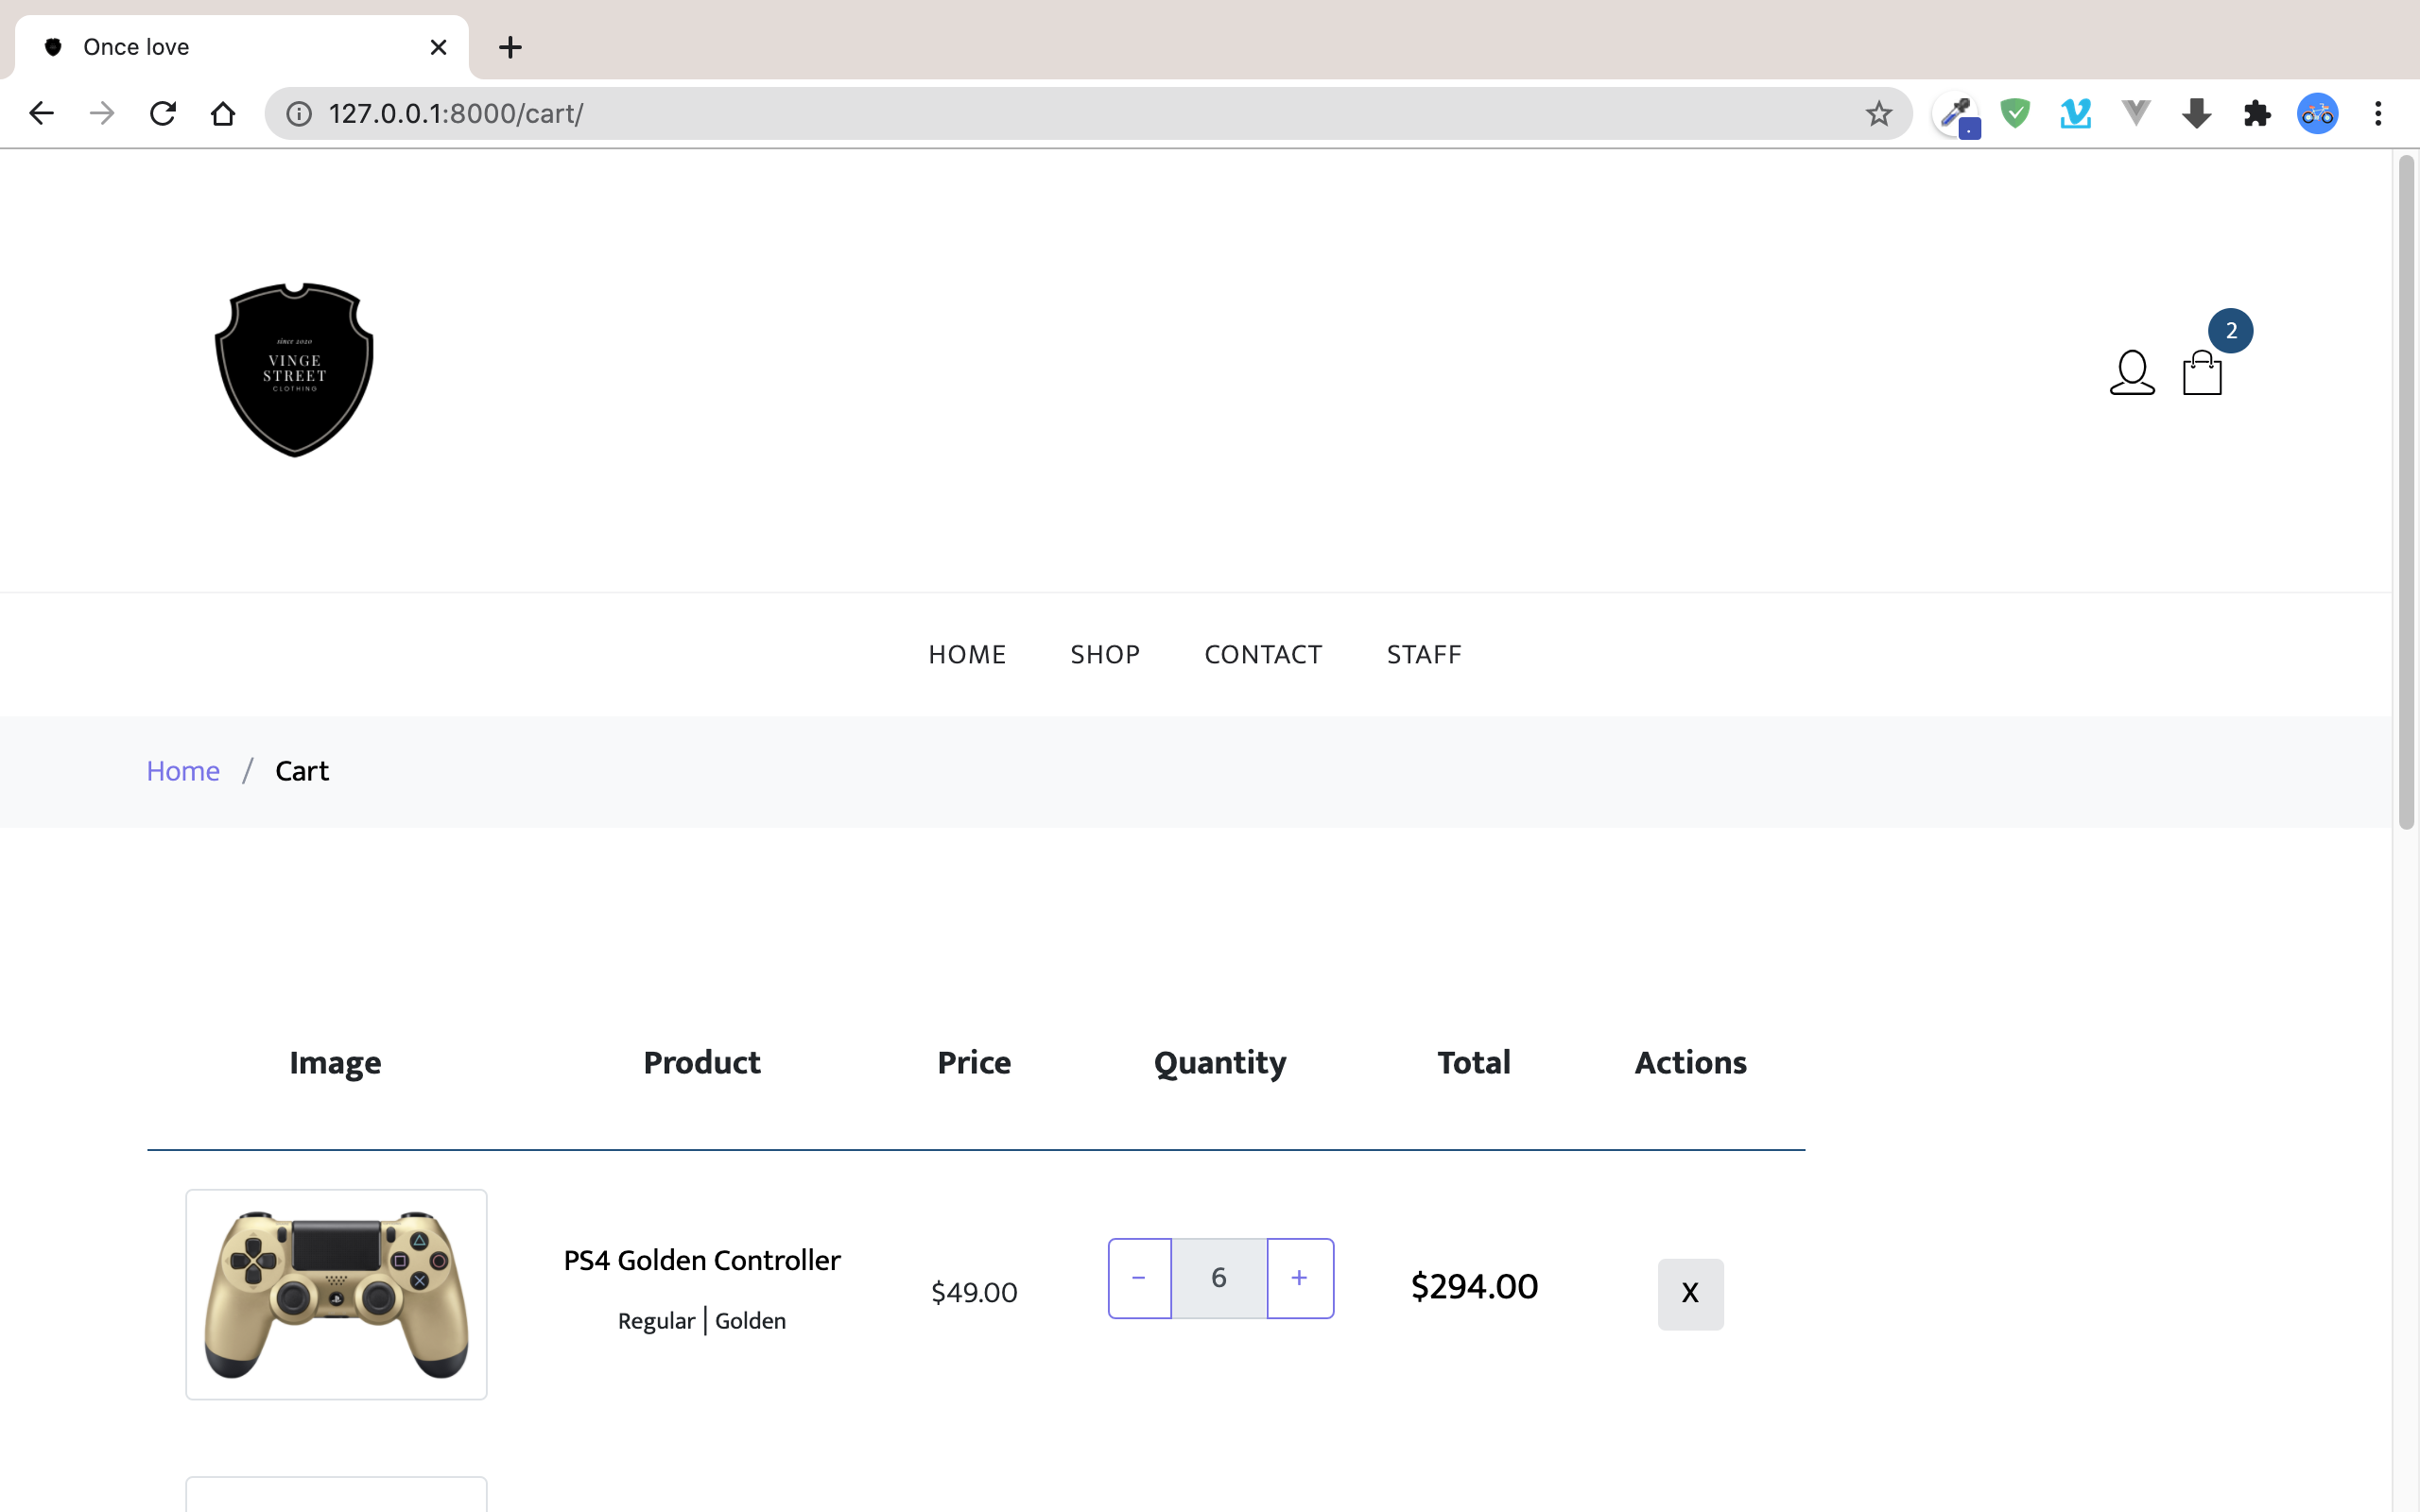 Once love
127.0.0.1:8000/cart/
since 2020
VINGE
STREET
CLOTHING
2
HOME SHOP CONTACT STAFF
Home / Cart
Image Product Price Quantity Total Actions
PS4 Golden Controller
Regular | Golden
$49.00
- 6 +
$294.00
X